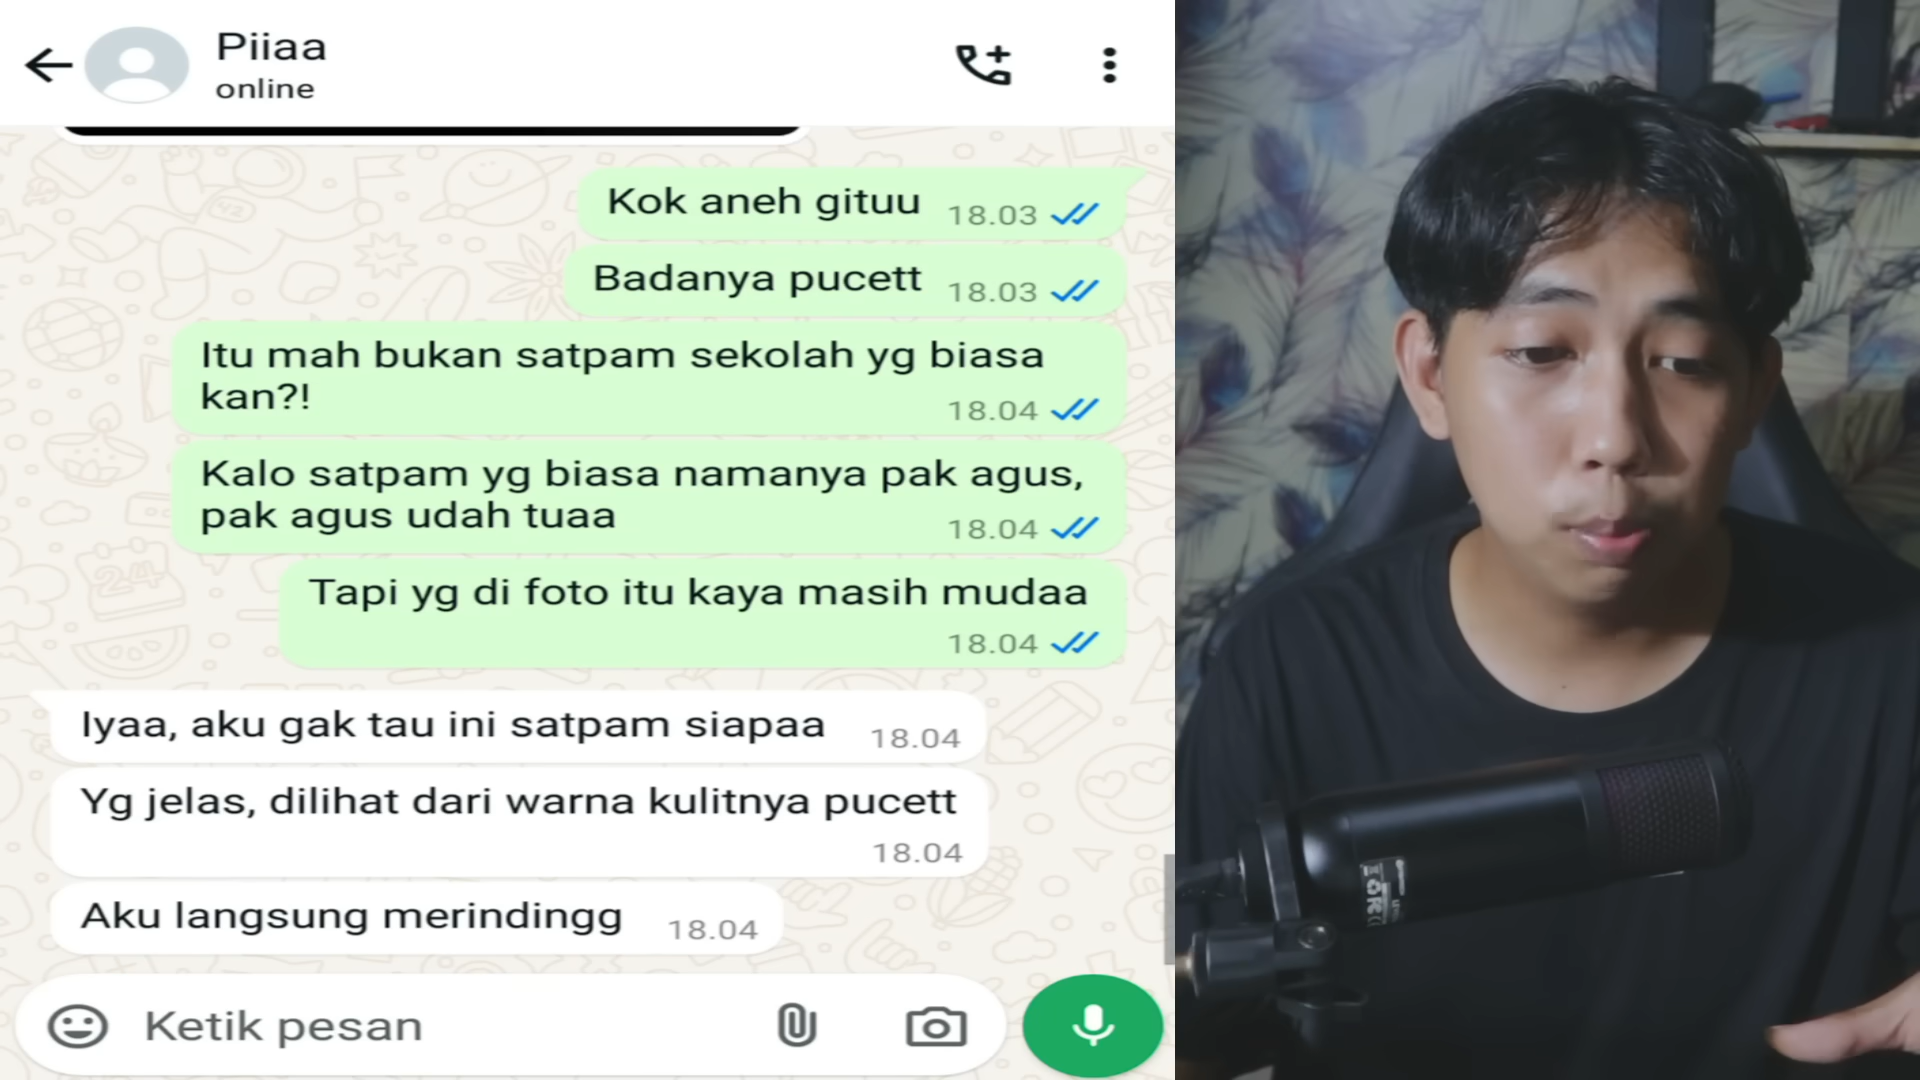 Piiaa
online
Kok aneh gituu 18.03
Badanya pucett 18.03
Itu mah bukan satpam sekolah yg biasa
kan?! 18.04
Kalo satpam yg biasa namanya pak agus,
pak agus udah tuaa 18.04
Tapi yg di foto itu kaya masih mudaa
18.04
Iyaa, aku gak tau ini satpam siapaa 18.04
Yg jelas, dilihat dari warna kulitnya pucett
18.04
Aku langsung merindingg 18.04
Ketik pesan